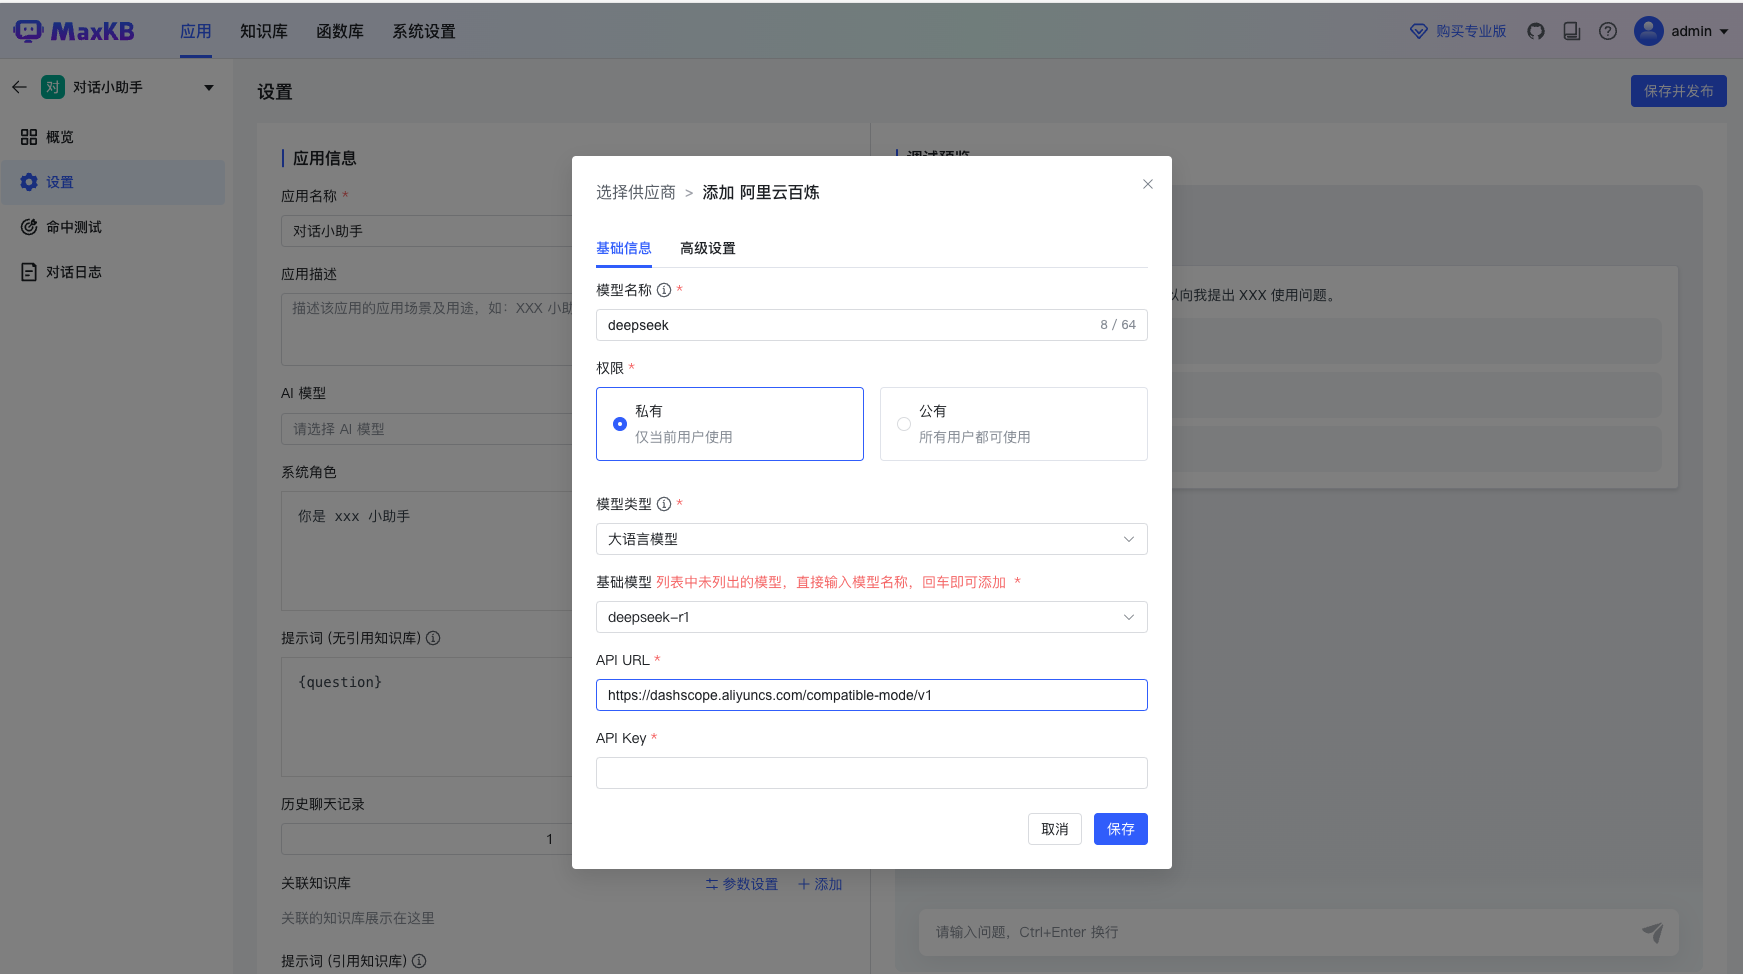 MaxKB
应用
知识库
函数库
系统设置
购买专业版
admin
对 对话小助手
概览
设置
命中测试
对话日志
设置
保存并发布
应用信息
应用名称 *
对话小助手
应用描述
描述该应用的应用场景及用途，如：XXX 小助
AI 模型
请选择 AI 模型
系统角色
你是 xxx 小助手
提示词 (无引用知识库)
{question}
历史聊天记录
1
关联知识库
参数设置
添加
关联的知识库展示在这里
提示词 (引用知识库)
调试预览
以向我提出 XXX 使用问题。
请输入问题，Ctrl+Enter 换行
选择供应商 > 添加 阿里云百炼
基础信息
高级设置
模型名称 *
deepseek
8 / 64
权限 *
私有
仅当前用户使用
公有
所有用户都可使用
模型类型 *
大语言模型
基础模型 列表中未列出的模型，直接输入模型名称，回车即可添加 *
deepseek-r1
API URL *
https://dashscope.aliyuncs.com/compatible-mode/v1
API Key *
取消
保存